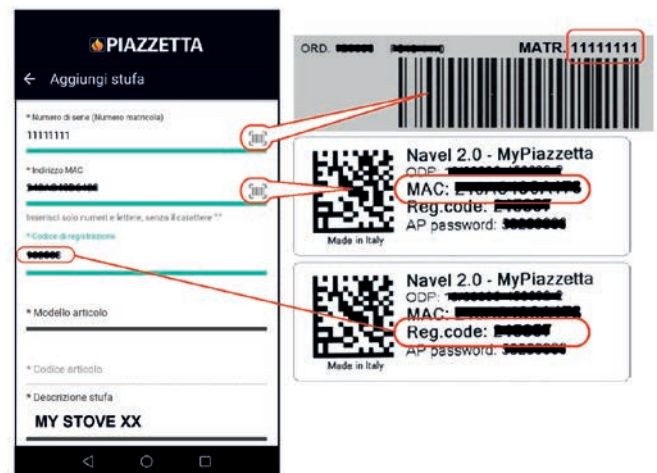 PIAZZETTA
← Aggiungi stufa
* Numero di serie (Numero matricola)
11111111
* Indirizzo MAC
Inserisci solo numeri e lettere, senza il carattere ":"
* Codice di registrazione
* Modello articolo
* Codice articolo
* Descrizione stufa
MY STOVE XX
ORD. MATR. 11111111
Navel 2.0 - MyPiazzetta
ODP:
MAC:
Reg.code:
AP password:
Made in Italy
Navel 2.0 - MyPiazzetta
ODP:
MAC:
Reg.code:
AP password:
Made in Italy